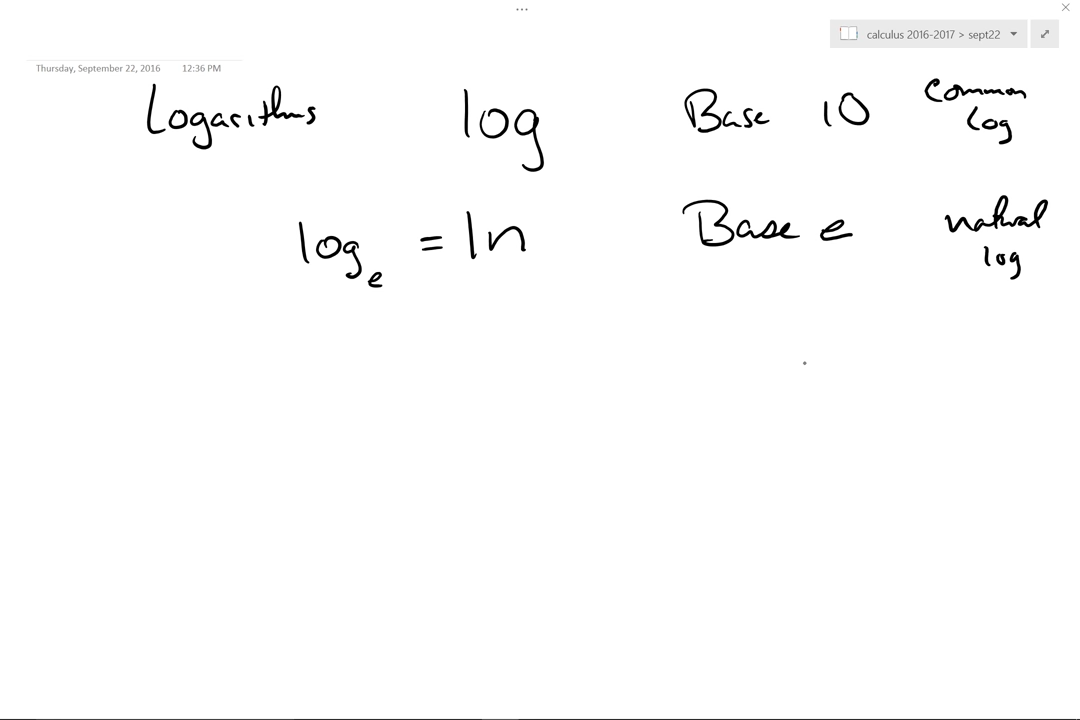 ...
calculus 2016-2017 > sept22
Thursday, September 22, 2016 12:36 PM
Logarithms log Base 10 common log
logₑ = ln Base e natural log